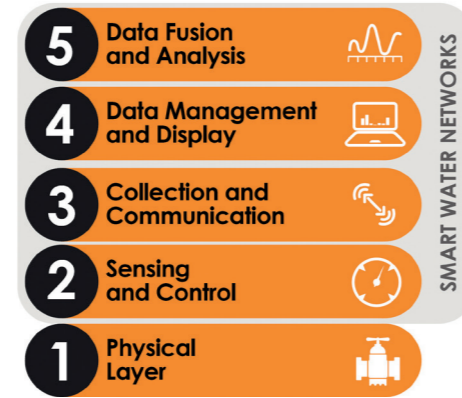 5
Data Fusion
and Analysis
4
Data Management
and Display
3
Collection and
Communication
2
Sensing
and Control
1
Physical
Layer
SMART WATER NETWORKS